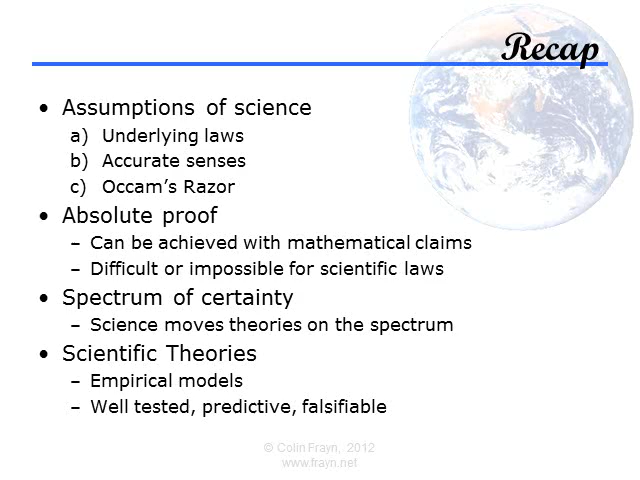 Recap
• Assumptions of science
a) Underlying laws
b) Accurate senses
c) Occam's Razor
• Absolute proof
– Can be achieved with mathematical claims
– Difficult or impossible for scientific laws
• Spectrum of certainty
– Science moves theories on the spectrum
• Scientific Theories
– Empirical models
– Well tested, predictive, falsifiable
© Colin Frayn, 2012
www.frayn.net